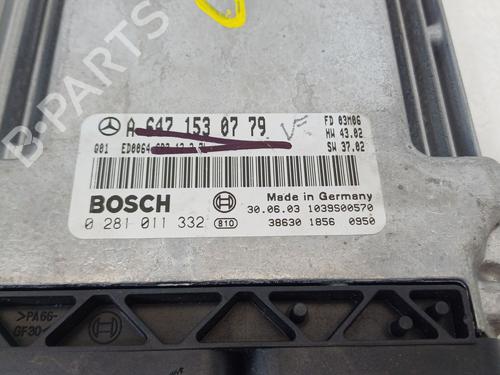 A 647 153 07 79
FD 03M06
HW 43.02
G01 ED0064
SW 37.02
BOSCH
Made in Germany
30.06.03 1039S00570
0 281 011 332 810
38630 1856 0950
>PA66-
GF30<
B-PARTS